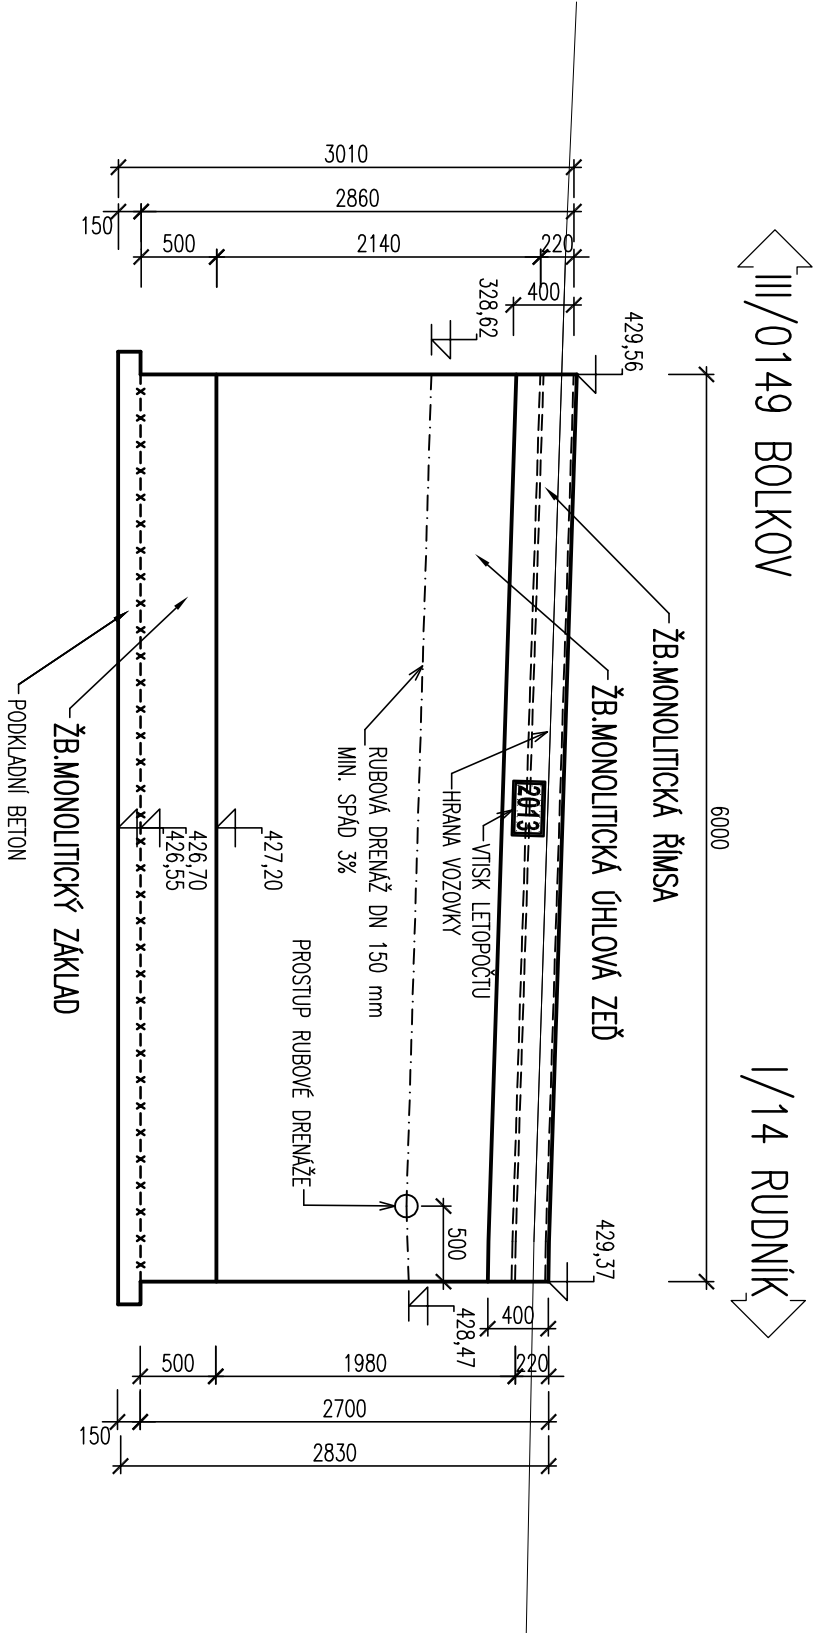 III/0149 BOLKOV
I/14 RUDNÍK
6000
429,56
429,37
ŽB.MONOLITICKÁ ŘÍMSA
ŽB.MONOLITICKÁ ÚHLOVÁ ZEĎ
3010
2860
150
500
2140
220
400
328,62
2013
VTISK LETOPOČTU
HRANA VOZOVKY
RUBOVÁ DRENÁŽ DN 150 mm
MIN. SPÁD 3%
PROSTUP RUBOVÉ DRENÁŽE
500
428,47
400
220
1980
500
2700
150
2830
427,20
426,70
426,55
ŽB.MONOLITICKÝ ZÁKLAD
PODKLADNÍ BETON